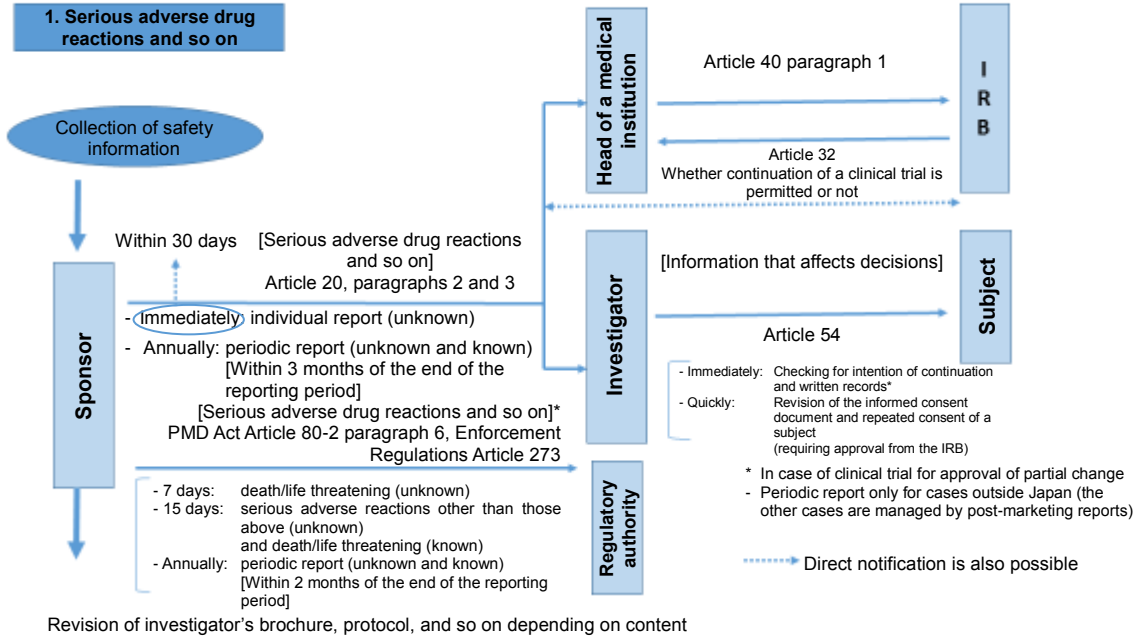 1. Serious adverse drug
reactions and so on
Collection of safety
information
Sponsor
Within 30 days
[Serious adverse drug reactions
and so on]
Article 20, paragraphs 2 and 3
- Immediately: individual report (unknown)
- Annually: periodic report (unknown and known)
[Within 3 months of the end of the
reporting period]
[Serious adverse drug reactions and so on]*
PMD Act Article 80-2 paragraph 6, Enforcement
Regulations Article 273
- 7 days: death/life threatening (unknown)
- 15 days: serious adverse reactions other than those
above (unknown)
and death/life threatening (known)
- Annually: periodic report (unknown and known)
[Within 2 months of the end of the reporting
period]
Revision of investigator's brochure, protocol, and so on depending on content
Head of a medical
institution
Article 40 paragraph 1
Article 32
Whether continuation of a clinical trial is
permitted or not
I
R
B
Investigator
[Information that affects decisions]
Article 54
Subject
- Immediately: Checking for intention of continuation
and written records*
- Quickly: Revision of the informed consent
document and repeated consent of a
subject
(requiring approval from the IRB)
Regulatory
authority
* In case of clinical trial for approval of partial change
- Periodic report only for cases outside Japan (the
other cases are managed by post-marketing reports)
Direct notification is also possible